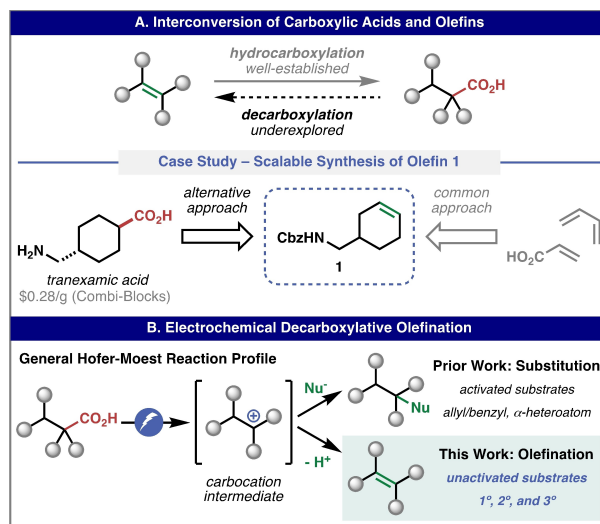 A. Interconversion of Carboxylic Acids and Olefins
hydrocarboxylation
well-established
CO₂H
decarboxylation
underexplored
Case Study – Scalable Synthesis of Olefin 1
CO₂H
H₂N
tranexamic acid
$0.28/g (Combi-Blocks)
alternative
approach
CbzHN
1
common
approach
HO₂C
B. Electrochemical Decarboxylative Olefination
General Hofer-Moest Reaction Profile
CO₂H
carbocation
intermediate
Nu⁻
- H⁺
Nu
Prior Work: Substitution
activated substrates
allyl/benzyl, α-heteroatom
This Work: Olefination
unactivated substrates
1º, 2º, and 3º